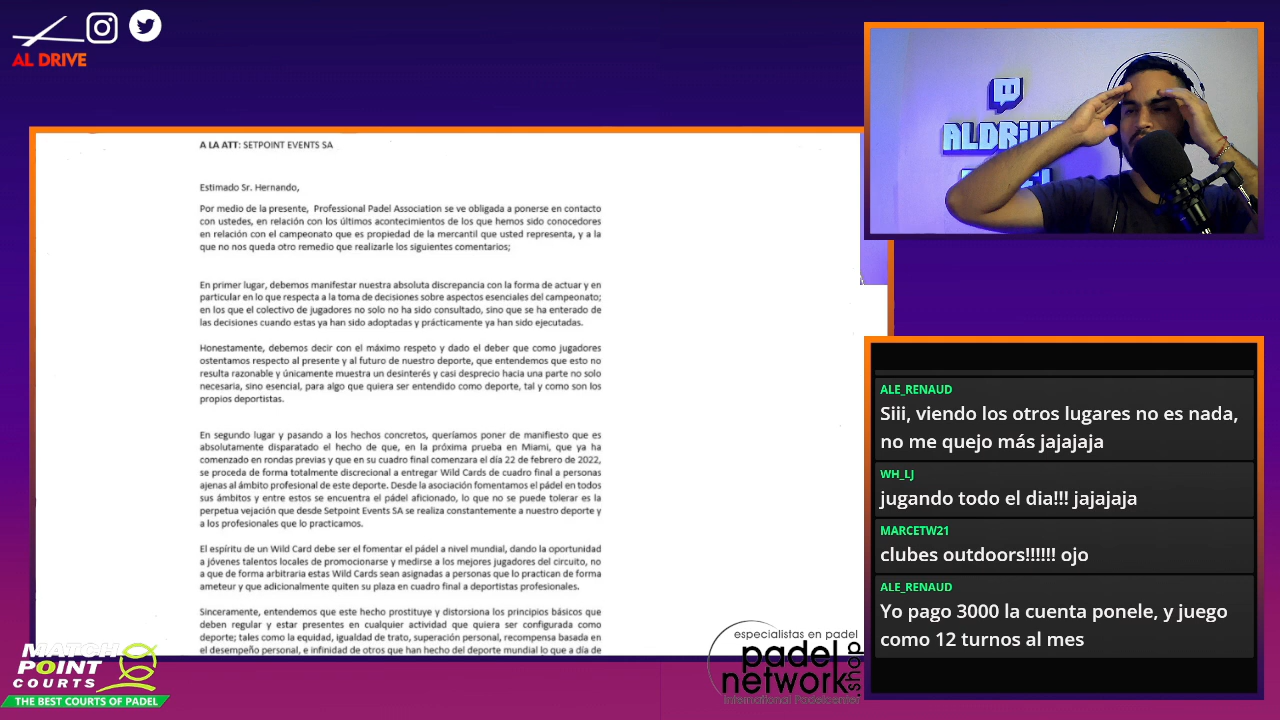 AL DRIVE
A LA ATT: SETPOINT EVENTS SA
Estimado Sr. Hernando,
Por medio de la presente, Professional Padel Association se ve obligada a ponerse en contacto
con ustedes, en relación con los últimos acontecimientos de los que hemos sido conocedores
en relación con el campeonato que es propiedad de la mercantil que usted representa, y a la
que no nos queda otro remedio que realizarle los siguientes comentarios;
En primer lugar, debemos manifestar nuestra absoluta discrepancia con la forma de actuar y en
particular en lo que respecta a la toma de decisiones sobre aspectos esenciales del campeonato;
en los que el colectivo de jugadores no solo no ha sido consultado, sino que se ha enterado de
las decisiones cuando estas ya han sido adoptadas y prácticamente ya han sido ejecutadas.
Honestamente, debemos decir con el máximo respeto y dado el deber que como jugadores
ostentamos respecto al presente y al futuro de nuestro deporte, que entendemos que esto no
resulta razonable y únicamente muestra un desinterés y casi desprecio hacia una parte no solo
necesaria, sino esencial, para algo que quiera ser entendido como deporte, tal y como son los
propios deportistas.
En segundo lugar y pasando a los hechos concretos, queríamos poner de manifiesto que es
absolutamente disparatado el hecho de que, en la próxima prueba en Miami, que ya ha
comenzado en rondas previas y que en su cuadro final comenzara el día 22 de febrero de 2022,
se proceda de forma totalmente discrecional a entregar Wild Cards de cuadro final a personas
ajenas al ámbito profesional de este deporte. Desde la asociación fomentamos el pádel en todos
sus ámbitos y entre estos se encuentra el pádel aficionado, lo que no se puede tolerar es la
perpetua vejación que desde Setpoint Events SA se realiza constantemente a nuestro deporte y
a los profesionales que lo practicamos.
El espíritu de un Wild Card debe ser el fomentar el pádel a nivel mundial, dando la oportunidad
a jóvenes talentos locales de promocionarse y medirse a los mejores jugadores del circuito, no
a que de forma arbitraria estas Wild Cards sean asignadas a personas que lo practican de forma
ameteur y que adicionalmente quiten su plaza en cuadro final a deportistas profesionales.
Sinceramente, entendemos que este hecho prostituye y distorsiona los principios básicos que
deben regular y estar presentes en cualquier actividad que quiera ser configurada como
deporte; tales como la equidad, igualdad de trato, superación personal, recompensa basada en
el desempeño personal, e infinidad de otros que han hecho del deporte mundial lo que a día de
ALE_RENAUD
Siii, viendo los otros lugares no es nada,
no me quejo más jajajaja
WH_LJ
jugando todo el dia!!! jajajaja
MARCETW21
clubes outdoors!!!!!! ojo
ALE_RENAUD
Yo pago 3000 la cuenta ponele, y juego
como 12 turnos al mes
MATCH
POINT
COURTS
THE BEST COURTS OF PADEL
especialistas en padel
padel
network
.shop
International Padelcenter